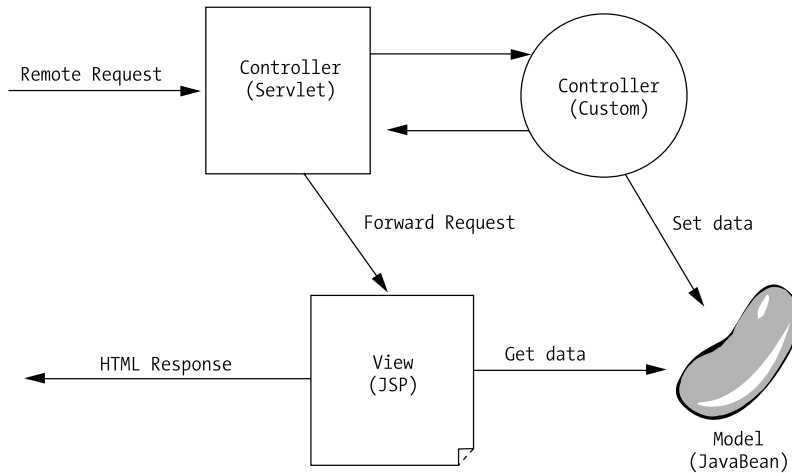 Remote Request
Controller
(Servlet)
Controller
(Custom)
Forward Request
Set data
HTML Response
View
(JSP)
Get data
Model
(JavaBean)